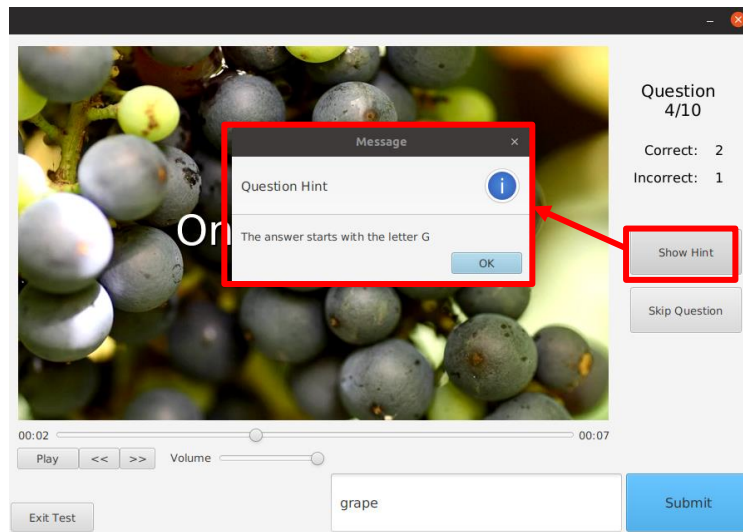 Question
4/10
Correct: 2
Incorrect: 1
Message ×
Question Hint
i
The answer starts with the letter G
OK
On
Show Hint
Skip Question
00:02 00:07
Play << >> Volume
grape
Submit
Exit Test